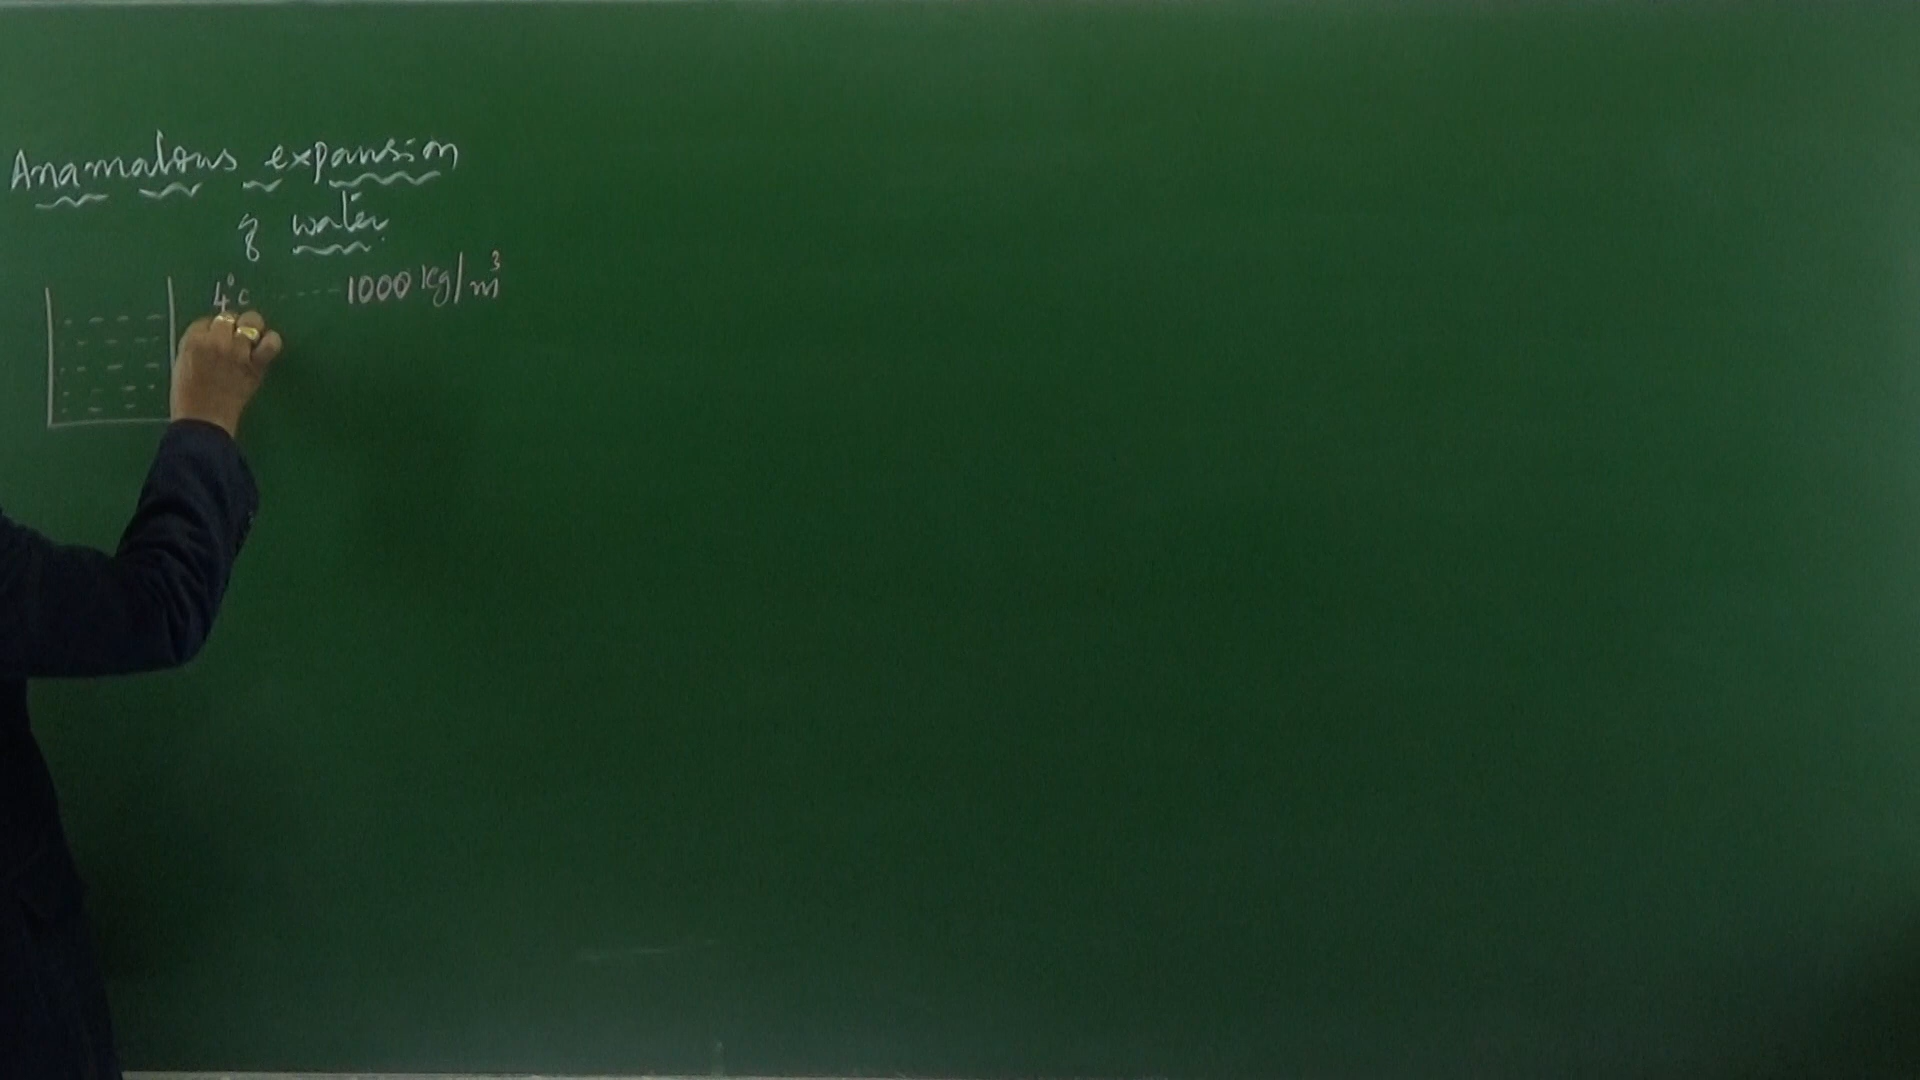 Anamalous expansion
of water.
4°c ----- 1000 kg/m³